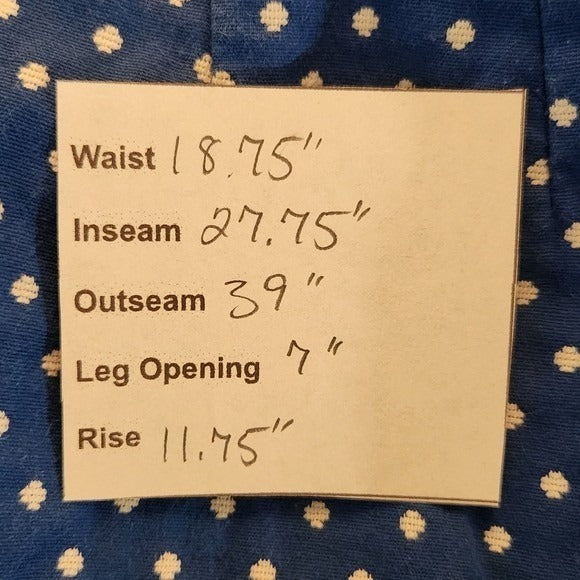 Waist 18.75"
Inseam 27.75"
Outseam 39"
Leg Opening 7"
Rise 11.75"